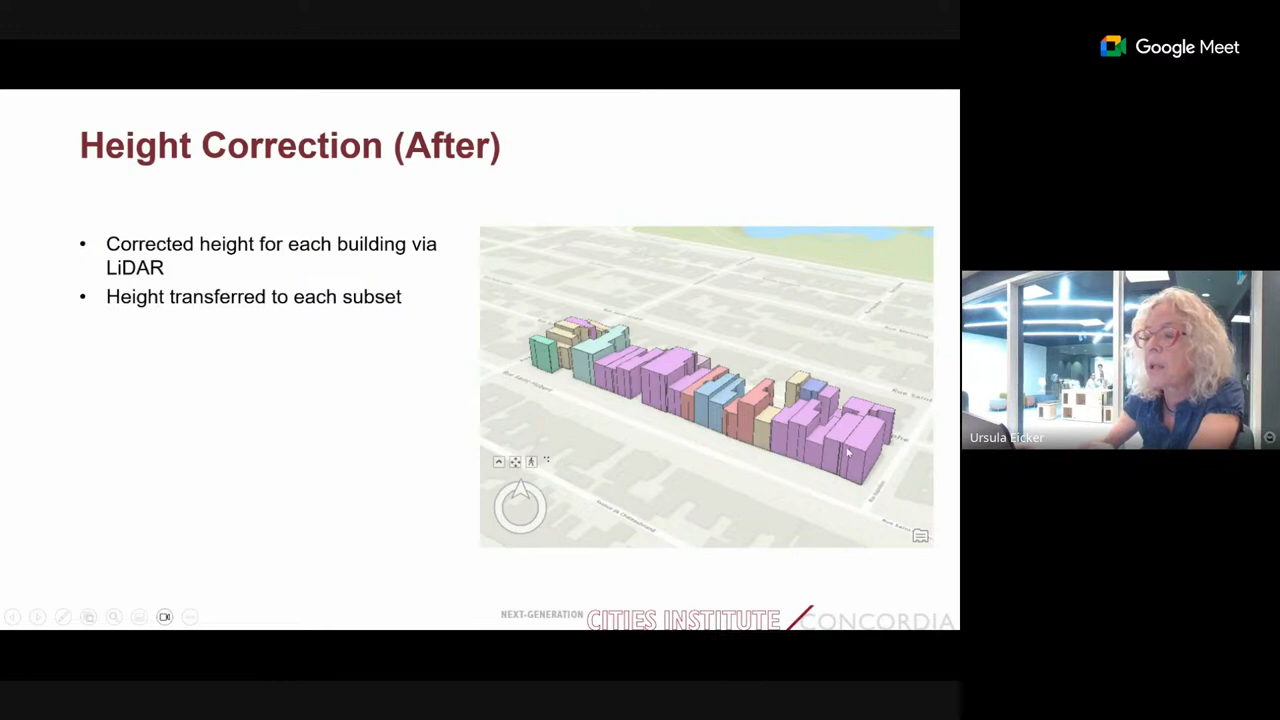 Google Meet
Height Correction (After)
• Corrected height for each building via
LiDAR
• Height transferred to each subset
Ursula Eicker
NEXT-GENERATION CITIES INSTITUTE CONCORDIA